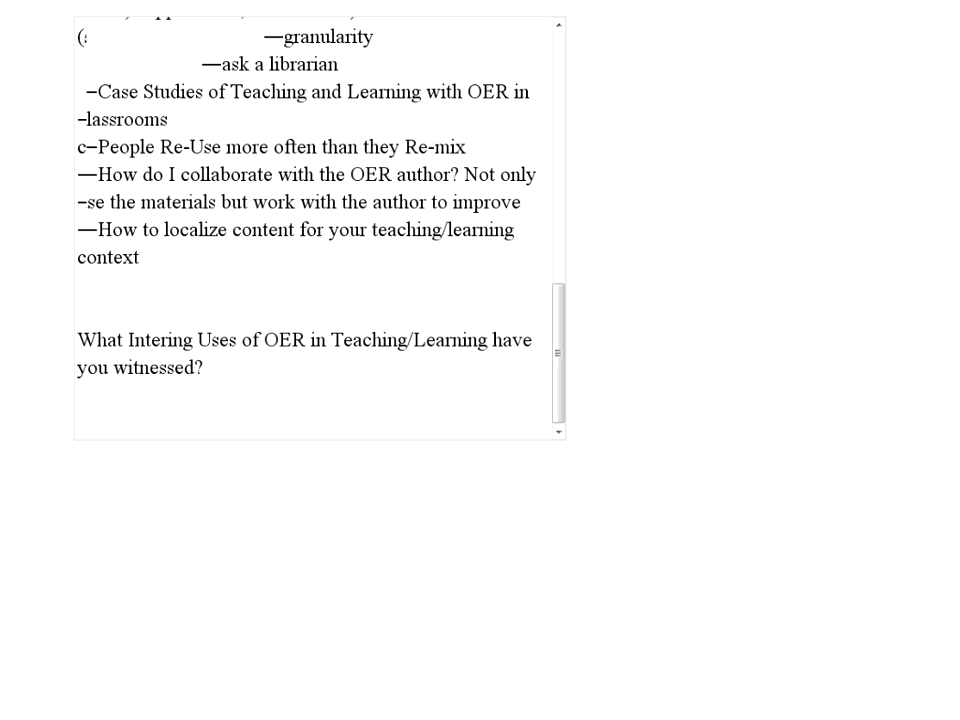 —granularity
—ask a librarian
–Case Studies of Teaching and Learning with OER in
–lassrooms
c–People Re-Use more often than they Re-mix
—How do I collaborate with the OER author? Not only
–se the materials but work with the author to improve
—How to localize content for your teaching/learning
context
What Intering Uses of OER in Teaching/Learning have
you witnessed?